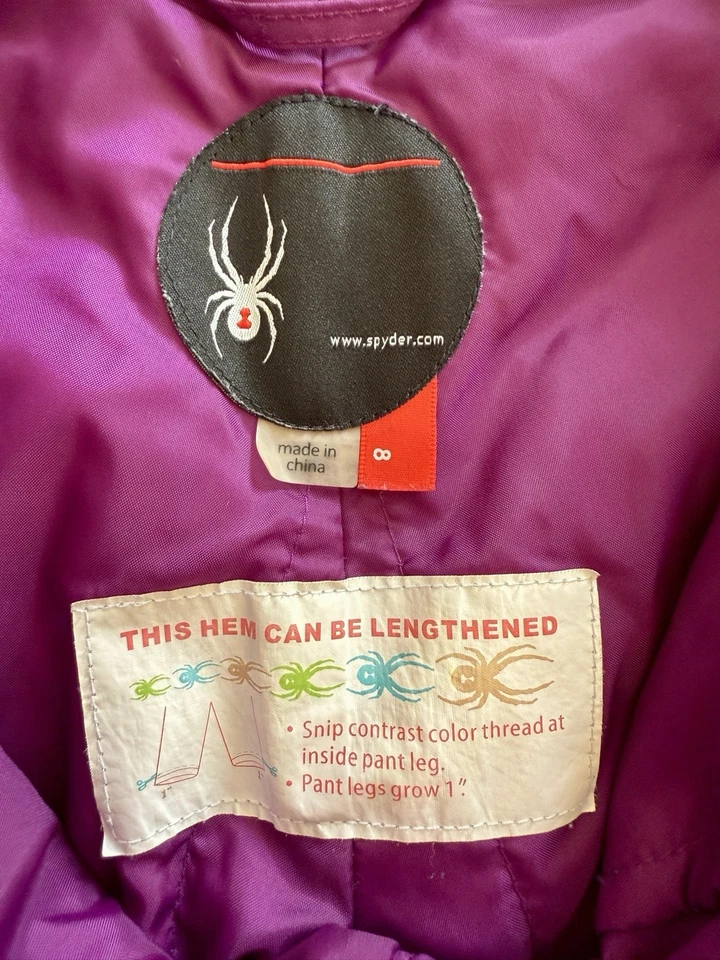 www.spyder.com
made in
china
8
THIS HEM CAN BE LENGTHENED
• Snip contrast color thread at
inside pant leg.
• Pant legs grow 1".
1"